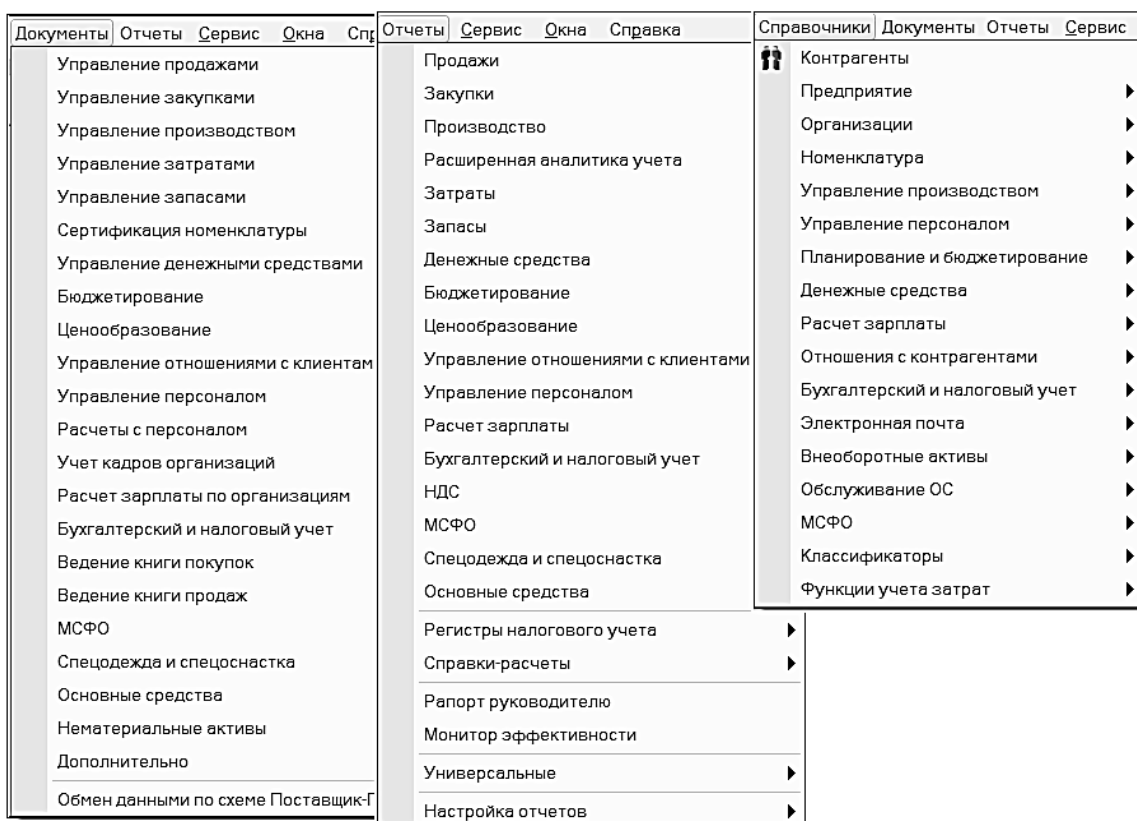 Документы Отчеты Сервис Окна
Управление продажами
Управление закупками
Управление производством
Управление затратами
Управление запасами
Сертификация номенклатуры
Управление денежными средствами
Бюджетирование
Ценообразование
Управление отношениями с клиентам
Управление персоналом
Расчеты с персоналом
Учет кадров организаций
Расчет зарплаты по организациям
Бухгалтерский и налоговый учет
Ведение книги покупок
Ведение книги продаж
МСФО
Спецодежда и спецоснастка
Основные средства
Нематериальные активы
Дополнительно
Обмен данными по схеме Поставщик-
Отчеты Сервис Окна Справка
Продажи
Закупки
Производство
Расширенная аналитика учета
Затраты
Запасы
Денежные средства
Бюджетирование
Ценообразование
Управление отношениями с клиентами
Управление персоналом
Расчет зарплаты
Бухгалтерский и налоговый учет
НДС
МСФО
Спецодежда и спецоснастка
Основные средства
Регистры налогового учета
Справки-расчеты
Рапорт руководителю
Монитор эффективности
Универсальные
Настройка отчетов
Справочники Документы Отчеты Сервис
Контрагенты
Предприятие
Организации
Номенклатура
Управление производством
Управление персоналом
Планирование и бюджетирование
Денежные средства
Расчет зарплаты
Отношения с контрагентами
Бухгалтерский и налоговый учет
Электронная почта
Внеоборотные активы
Обслуживание ОС
МСФО
Классификаторы
Функции учета затрат